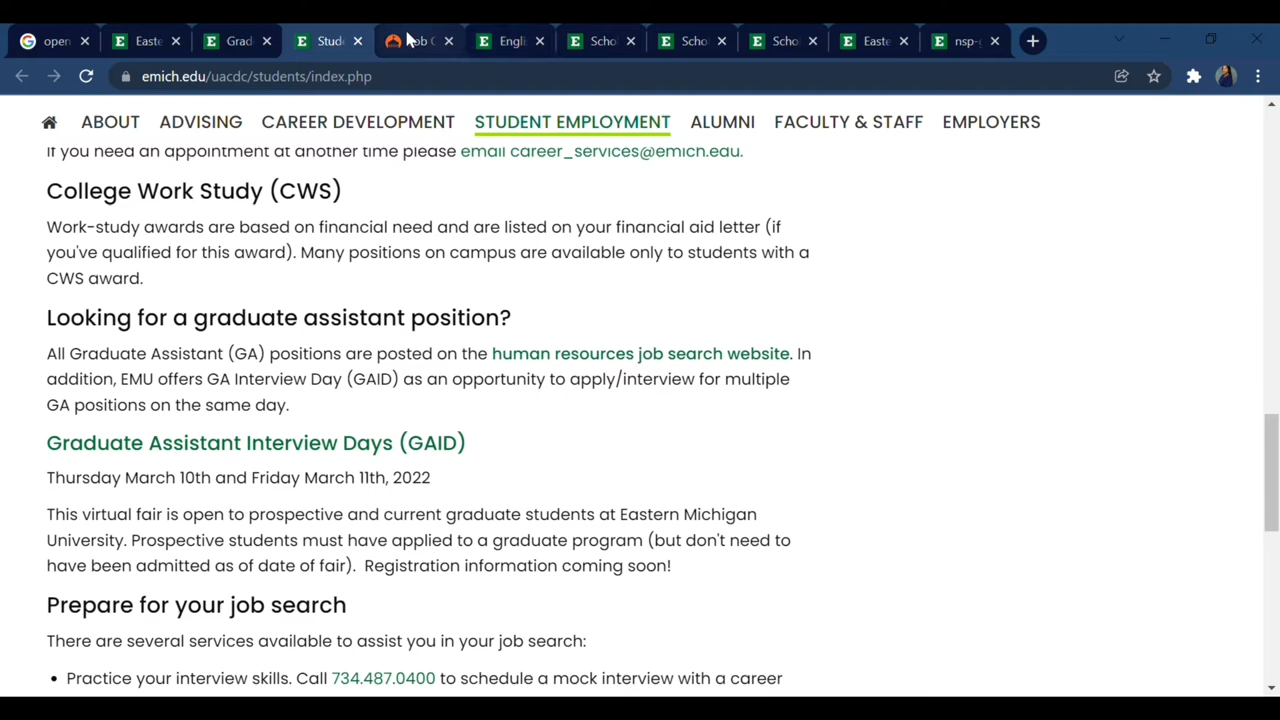 open
Easte
Grad
Stude
ob C
Engli
Scho
Scho
Scho
Easte
nsp-g
emich.edu/uacdc/students/index.php
ABOUT ADVISING CAREER DEVELOPMENT STUDENT EMPLOYMENT ALUMNI FACULTY & STAFF EMPLOYERS
If you need an appointment at another time please email career_services@emich.edu.
College Work Study (CWS)
Work-study awards are based on financial need and are listed on your financial aid letter (if
you've qualified for this award). Many positions on campus are available only to students with a
CWS award.
Looking for a graduate assistant position?
All Graduate Assistant (GA) positions are posted on the human resources job search website. In
addition, EMU offers GA Interview Day (GAID) as an opportunity to apply/interview for multiple
GA positions on the same day.
Graduate Assistant Interview Days (GAID)
Thursday March 10th and Friday March 11th, 2022
This virtual fair is open to prospective and current graduate students at Eastern Michigan
University. Prospective students must have applied to a graduate program (but don't need to
have been admitted as of date of fair). Registration information coming soon!
Prepare for your job search
There are several services available to assist you in your job search:
• Practice your interview skills. Call 734.487.0400 to schedule a mock interview with a career